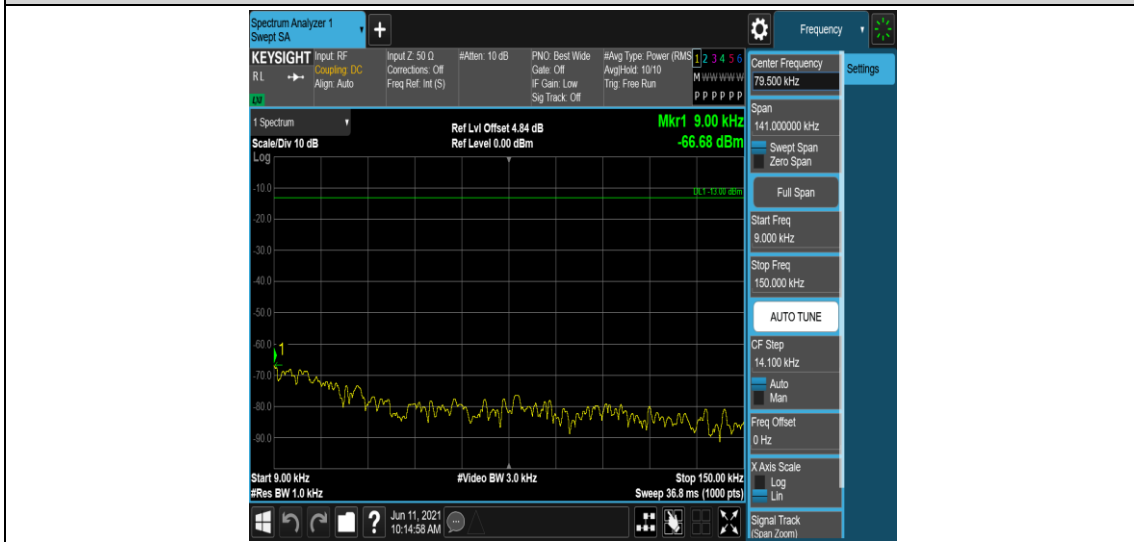 Spectrum Analyzer 1
Swept SA
+
Frequency
KEYSIGHT
RL
LXI
Input: RF
Coupling: DC
Align: Auto
Input Z: 50 Ω
Corrections: Off
Freq Ref: Int (S)
#Atten: 10 dB
PNO: Best Wide
Gate: Off
IF Gain: Low
Sig Track: Off
#Avg Type: Power (RMS
Avg|Hold: 10/10
Trig: Free Run
1 2 3 4 5 6
M W W W W W
P P P P P P
Center Frequency
79.500 kHz
Settings
Span
141.000000 kHz
Swept Span
Zero Span
Full Span
Start Freq
9.000 kHz
Stop Freq
150.000 kHz
AUTO TUNE
CF Step
14.100 kHz
Auto
Man
Freq Offset
0 Hz
X Axis Scale
Log
Lin
Signal Track
(Span Zoom)
1 Spectrum
Scale/Div 10 dB
Log
Ref Lvl Offset 4.84 dB
Ref Level 0.00 dBm
Mkr1 9.00 kHz
-66.68 dBm
DL1 -13.00 dBm
-10.0
-20.0
-30.0
-40.0
-50.0
-60.0
1
-70.0
-80.0
-90.0
Start 9.00 kHz
#Res BW 1.0 kHz
#Video BW 3.0 kHz
Stop 150.00 kHz
Sweep 36.8 ms (1000 pts)
?
Jun 11, 2021
10:14:58 AM